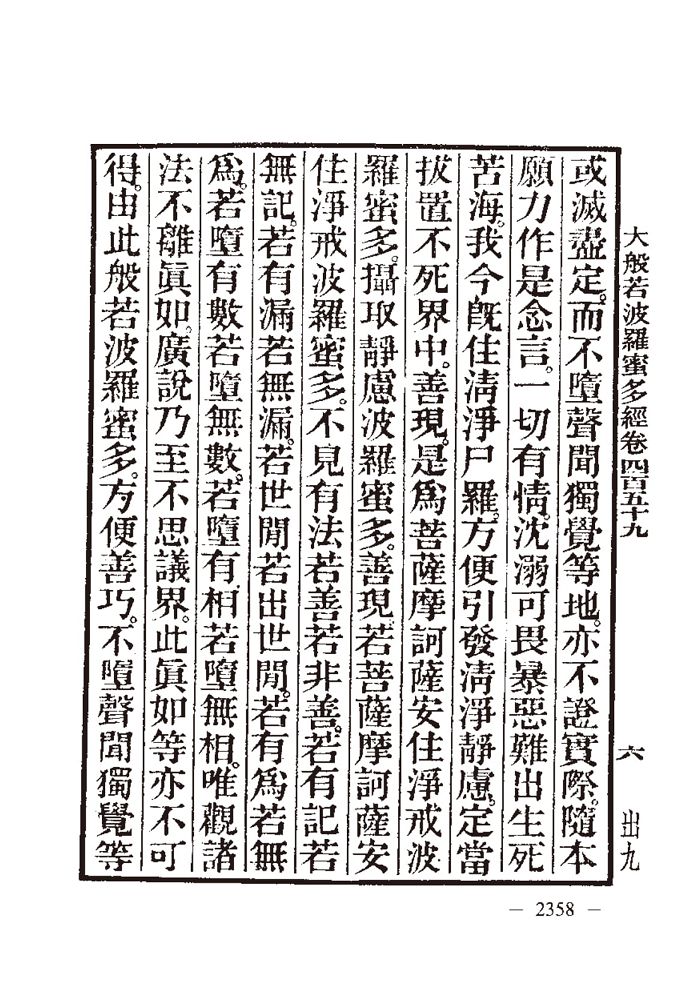 大般若波羅蜜多經卷四百五十九
六
出九
或滅盡定。而不墮聲聞獨覺等地。亦不證實際。隨本
願力作是念言。一切有情。沈溺可畏暴惡難出生死
苦海。我今旣住淸淨尸羅。方便引發淸淨靜慮。定當
拔置不死界中。善現。是爲菩薩摩訶薩安住淨戒波
羅蜜多。攝取靜慮波羅蜜多。善現。若菩薩摩訶薩安
住淨戒波羅蜜多。不見有法若善若非善。若有記若
無記。若有漏若無漏。若世閒若出世閒。若有爲若無
爲。若墮有數若墮無數。若墮有相若墮無相。唯觀諸
法不離眞如。廣說乃至不思議界。此眞如等亦不可
得。由此般若波羅蜜多。方便善巧。不墮聲聞獨覺等
— 2358 —